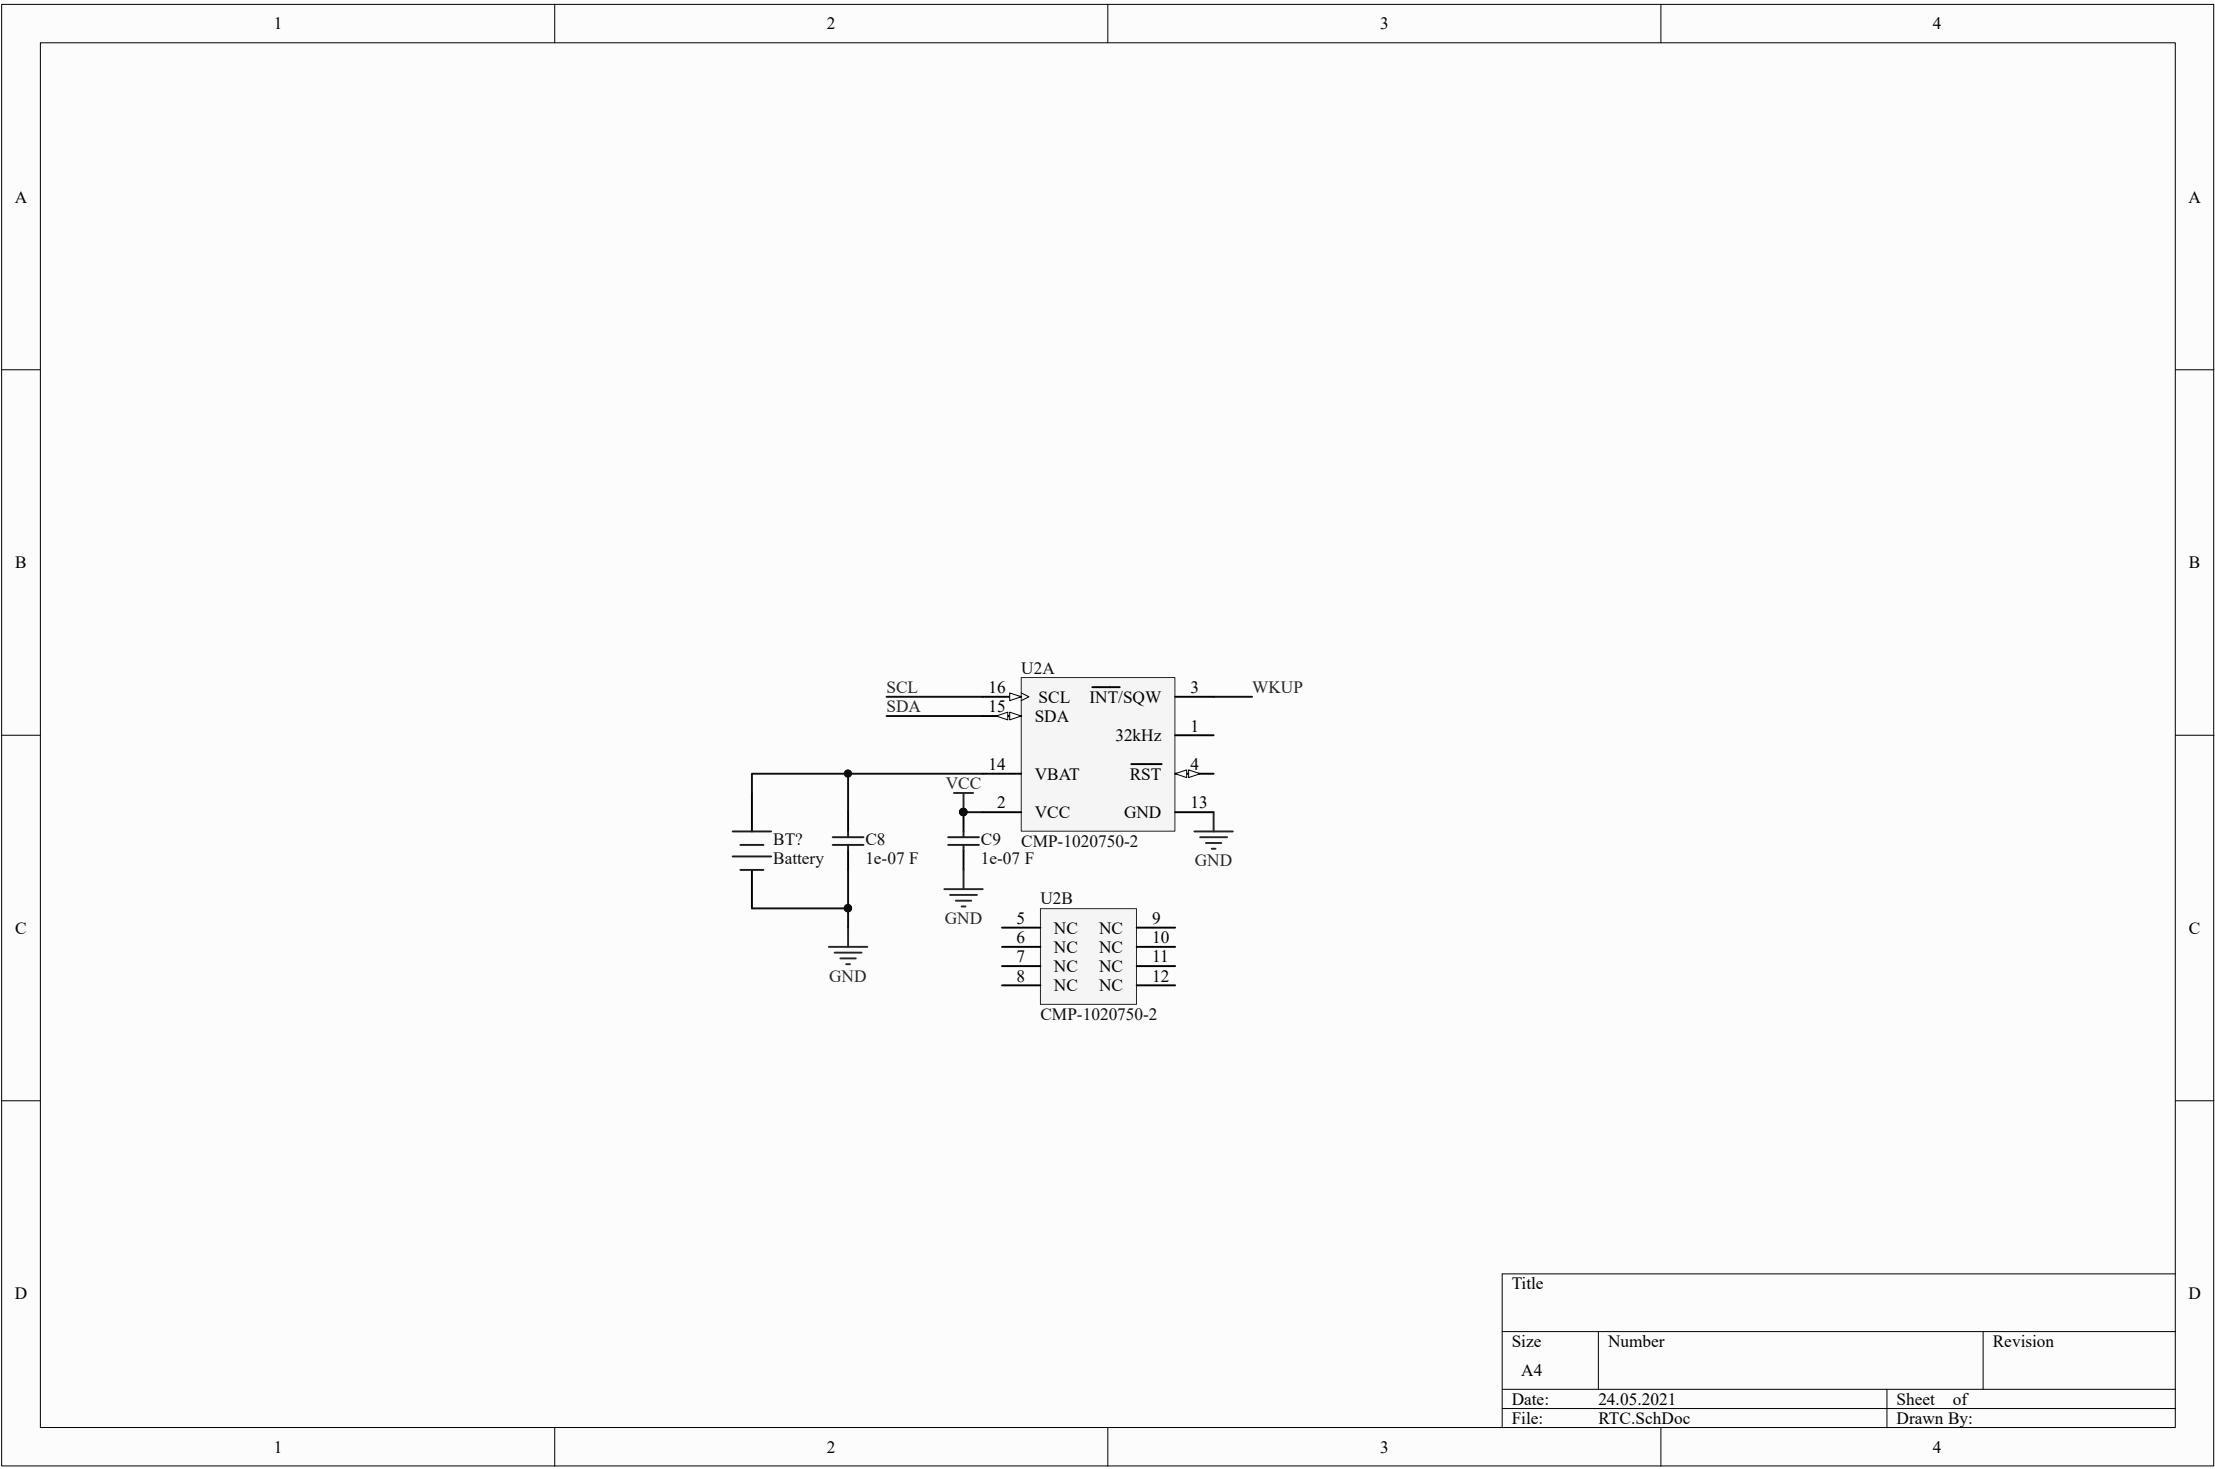 1 2 3 4
A A
B B
U2A
SCL 16 SCL INT/SQW 3 WKUP
SDA 15 SDA
32kHz 1
14 VBAT RST 4
VCC
2 VCC GND 13
BT? C8 C9 CMP-1020750-2
Battery 1e-07 F 1e-07 F GND
U2B
GND
5 NC NC 9
C C
6 NC NC 10
7 NC NC 11
GND 8 NC NC 12
CMP-1020750-2
Title
D D
Size Number Revision
A4
Date: 24.05.2021 Sheet of
File: RTC.SchDoc Drawn By:
1 2 3 4